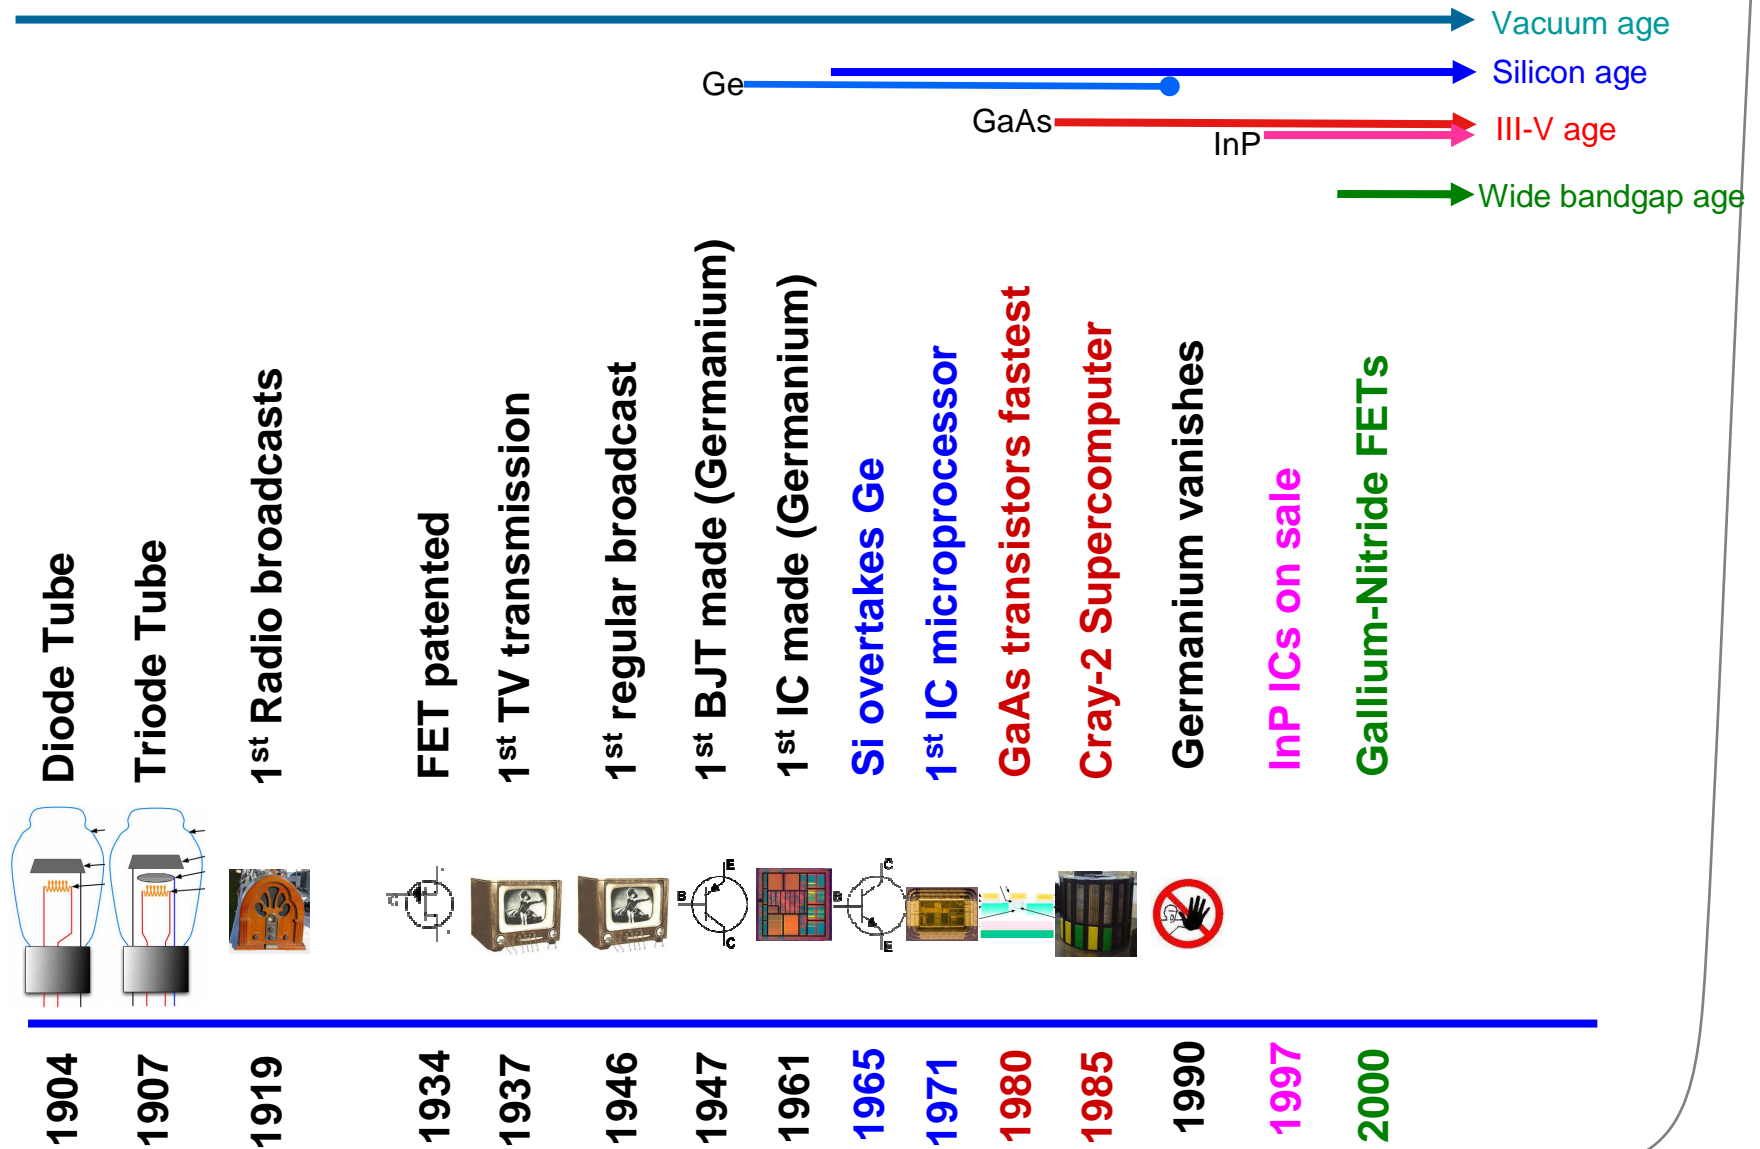 Vacuum age
Silicon age
Ge
GaAs
III-V age
InP
Wide bandgap age
Diode Tube
Triode Tube
1st Radio broadcasts
FET patented
1st TV transmission
1st regular broadcast
1st BJT made (Germanium)
1st IC made (Germanium)
Si overtakes Ge
1st IC microprocessor
GaAs transistors fastest
Cray-2 Supercomputer
Germanium vanishes
InP ICs on sale
Gallium-Nitride FETs
E
B
C
C
B
E
1904
1907
1919
1934
1937
1946
1947
1961
1965
1971
1980
1985
1990
1997
2000